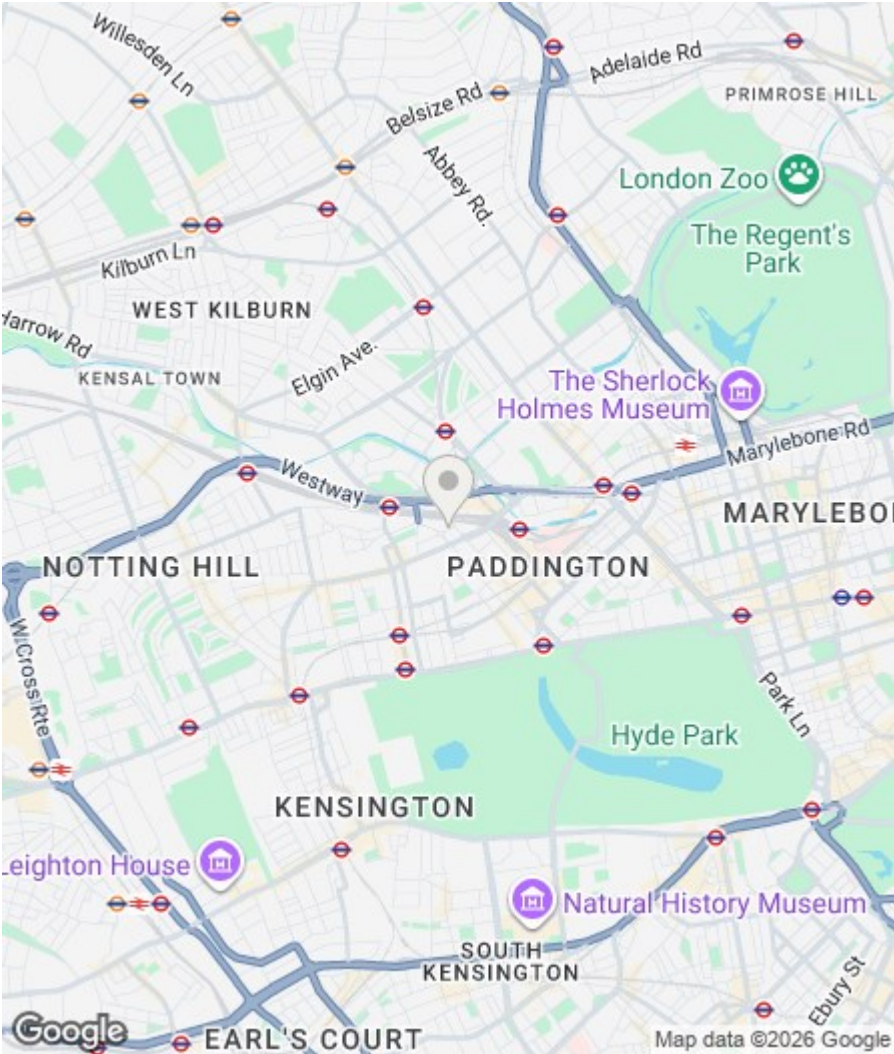 Willesden Ln
Adelaide Rd
PRIMROSE HILL
Belsize Rd
Abbey Rd.
London Zoo
The Regent's
Park
Kilburn Ln
WEST KILBURN
Harrow Rd
KENSAL TOWN
Elgin Ave.
The Sherlock
Holmes Museum
Marylebone Rd
Westway
MARYLEBO
NOTTING HILL
PADDINGTON
W Cross Rte
Park Ln
Hyde Park
KENSINGTON
Leighton House
Natural History Museum
SOUTH
KENSINGTON
Ebury St
Google
EARL'S COURT
Map data ©2026 Google